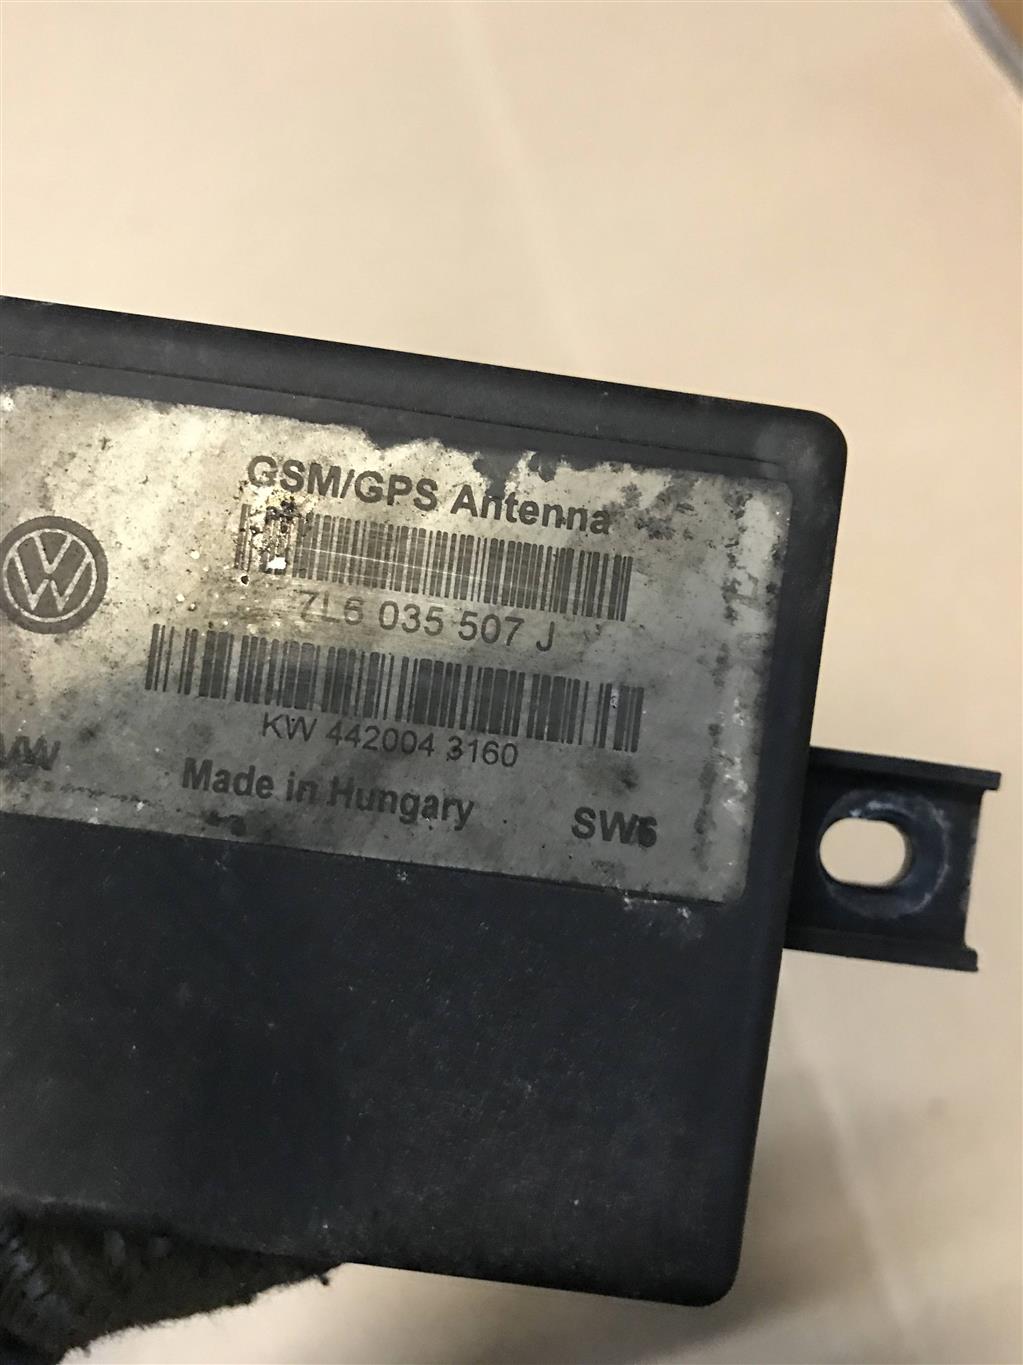 GSM/GPS Antenna
7L6 035 507 J
KW 442004 3160
Made in Hungary
SW6